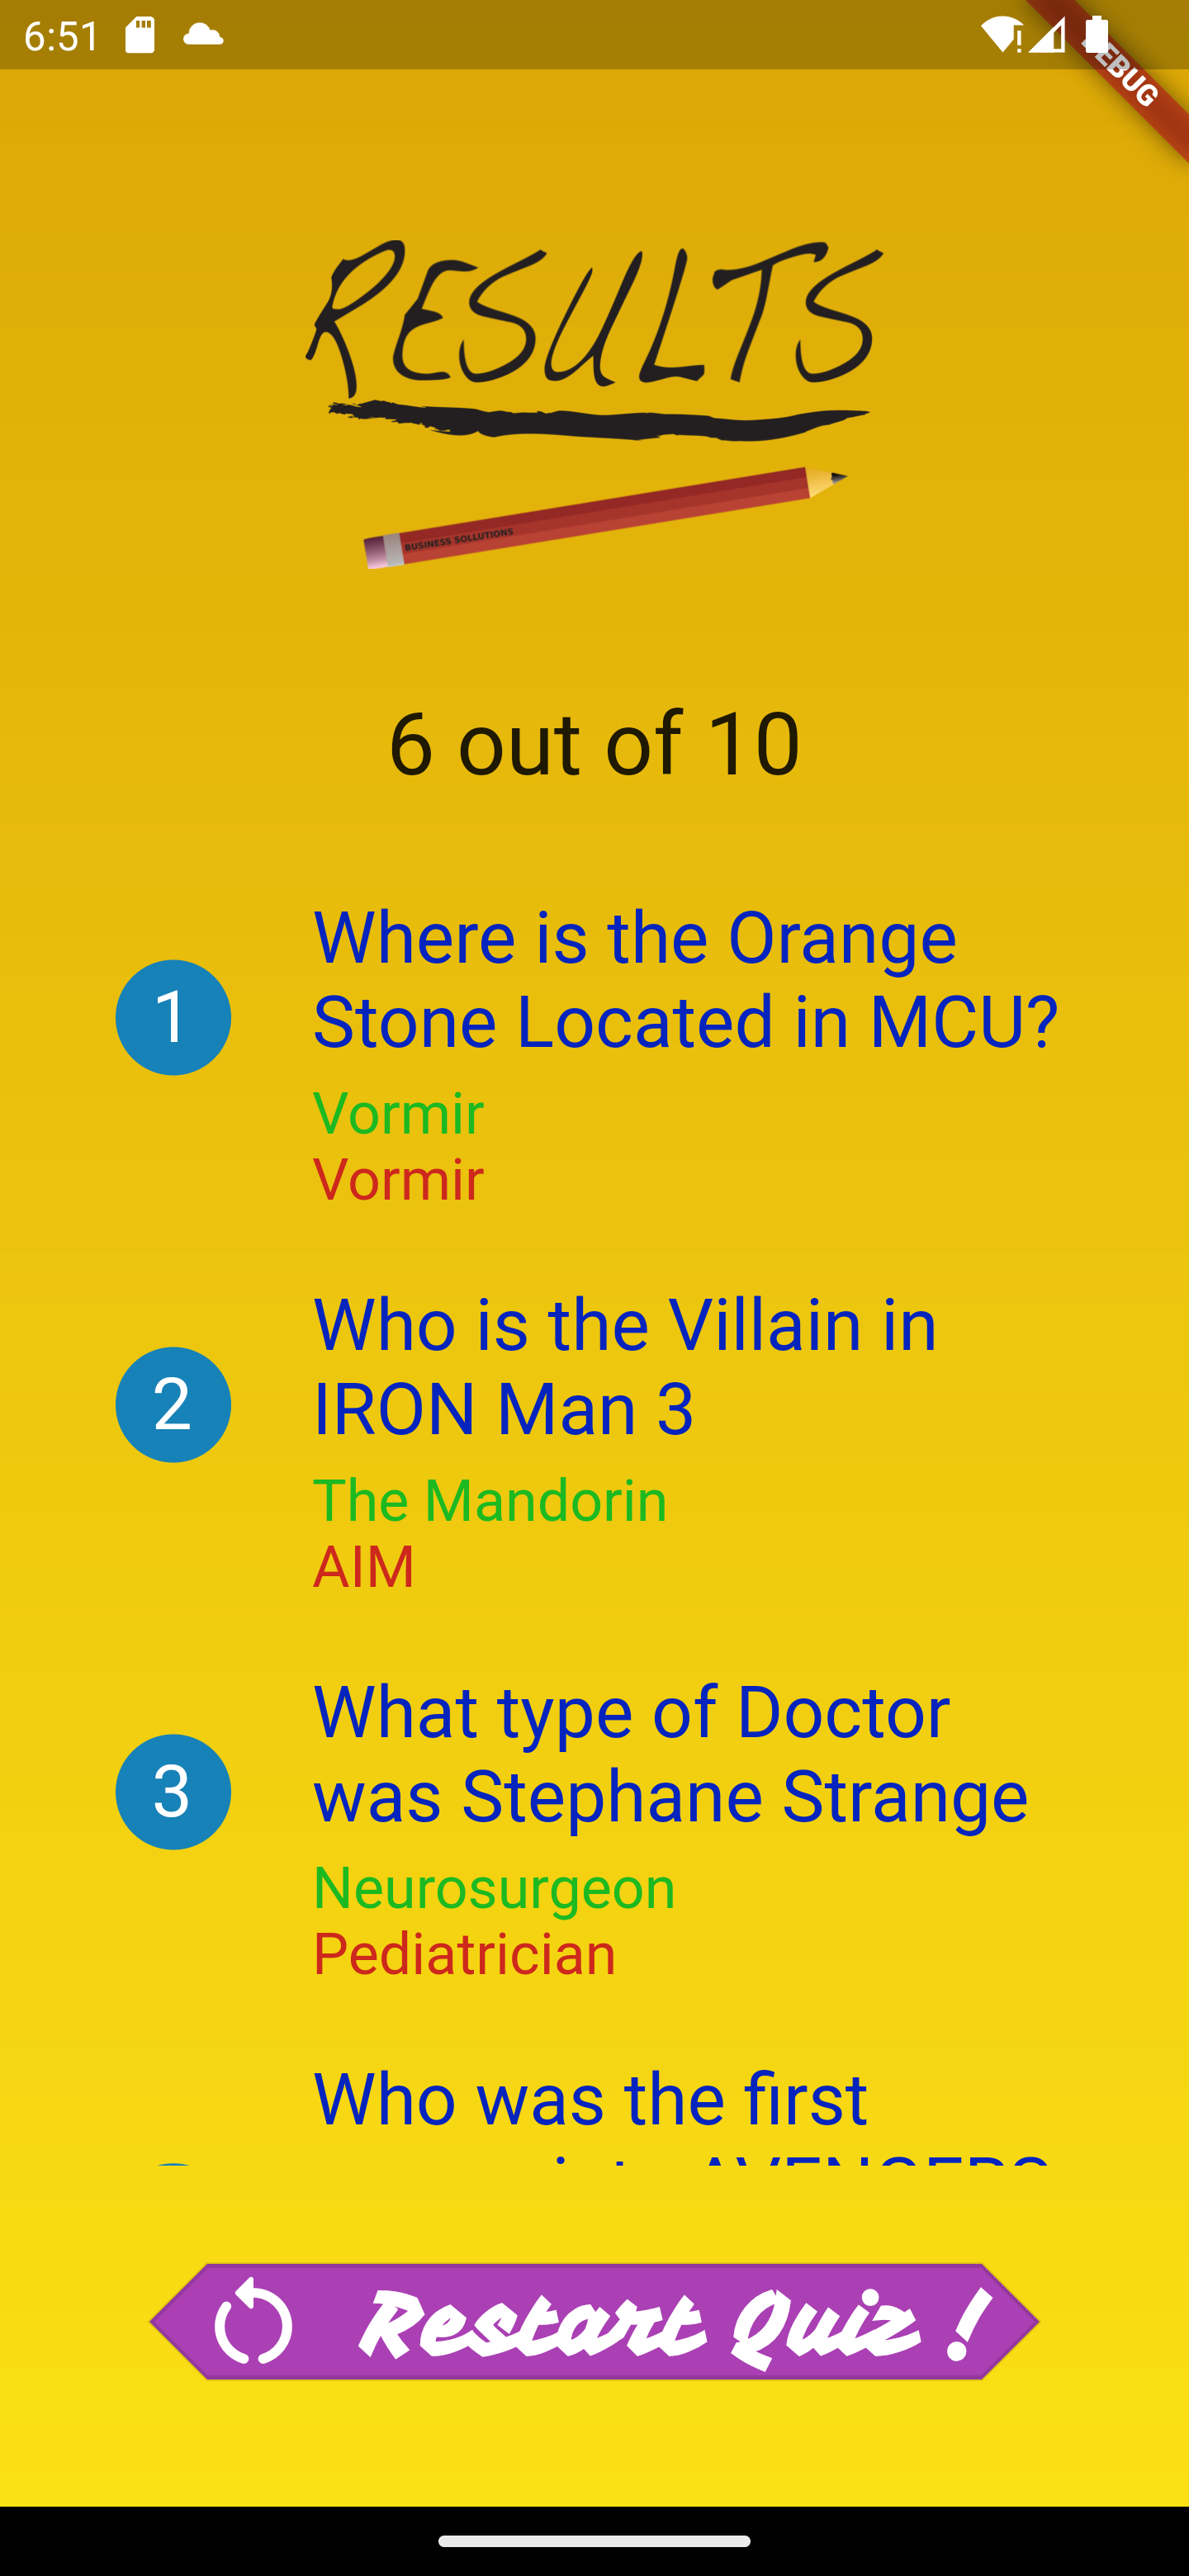 6:51
DEBUG
RESULTS
BUSINESS SOLLUTIONS
6 out of 10
1
Where is the Orange
Stone Located in MCU?
Vormir
Vormir
2
Who is the Villain in
IRON Man 3
The Mandorin
AIM
3
What type of Doctor
was Stephane Strange
Neurosurgeon
Pediatrician
Who was the first
AVENGERS
Restart Quiz !